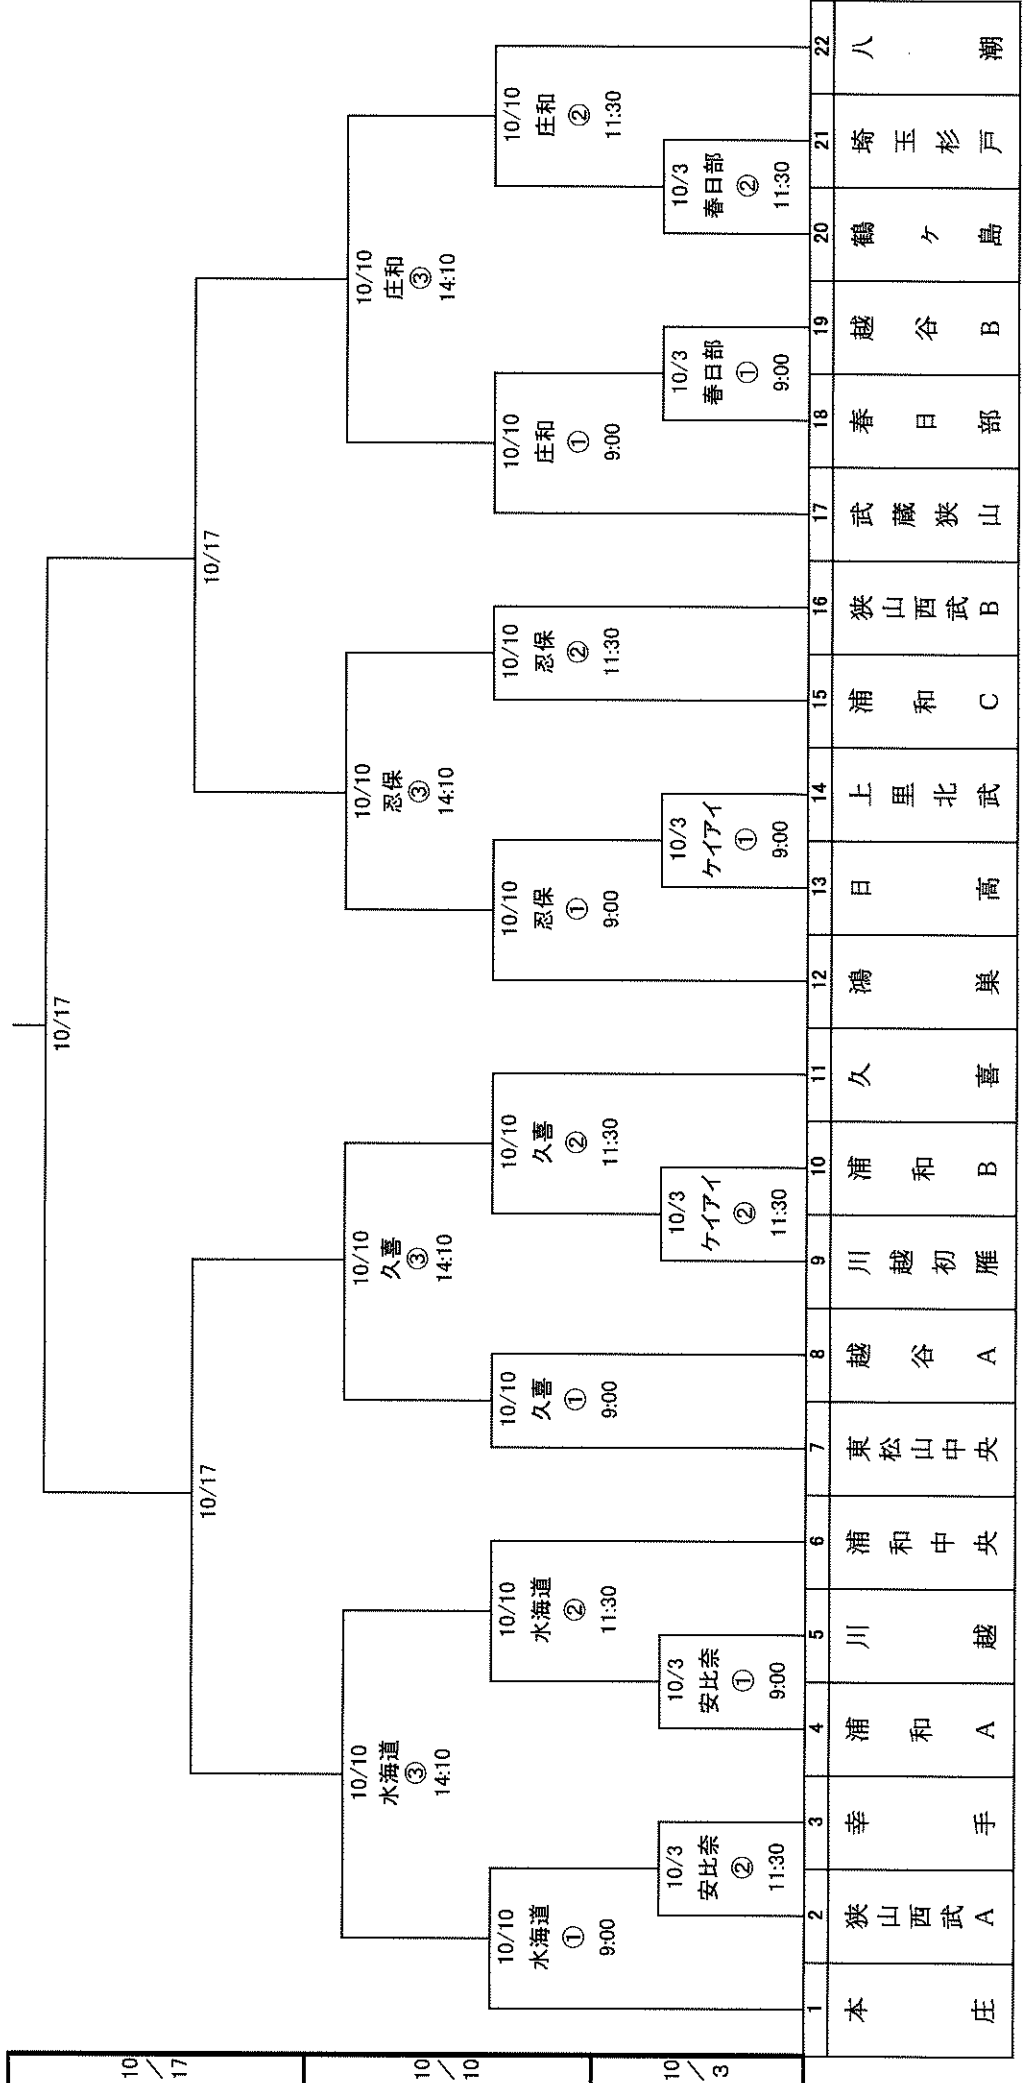 10/17
10/17
10/17
10/10
水海道
③
14:10
10/10
久喜
③
14:10
10/10
忍保
③
14:10
10/10
庄和
③
14:10
10/10
水海道
①
9:00
10/10
水海道
②
11:30
10/10
久喜
①
9:00
10/10
久喜
②
11:30
10/10
忍保
①
9:00
10/10
忍保
②
11:30
10/10
庄和
①
9:00
10/10
庄和
②
11:30
10/3
安比奈
②
11:30
10/3
安比奈
①
9:00
10/3
ケイアイ
②
11:30
10/3
ケイアイ
①
9:00
10/3
春日部
①
9:00
10/3
春日部
②
11:30
10/17
10/10
10/3
1 本庄
2 狭山西武A
3 幸手
4 浦和A
5 川越
6 浦和中央
7 東松山中央
8 越谷A
9 川越初雁
10 浦和B
11 久喜
12 鴻巣
13 日高
14 上里北武
15 浦和C
16 狭山西武B
17 武蔵狭山
18 春日部
19 越谷B
20 鶴ヶ島
21 埼玉杉戸
22 八潮